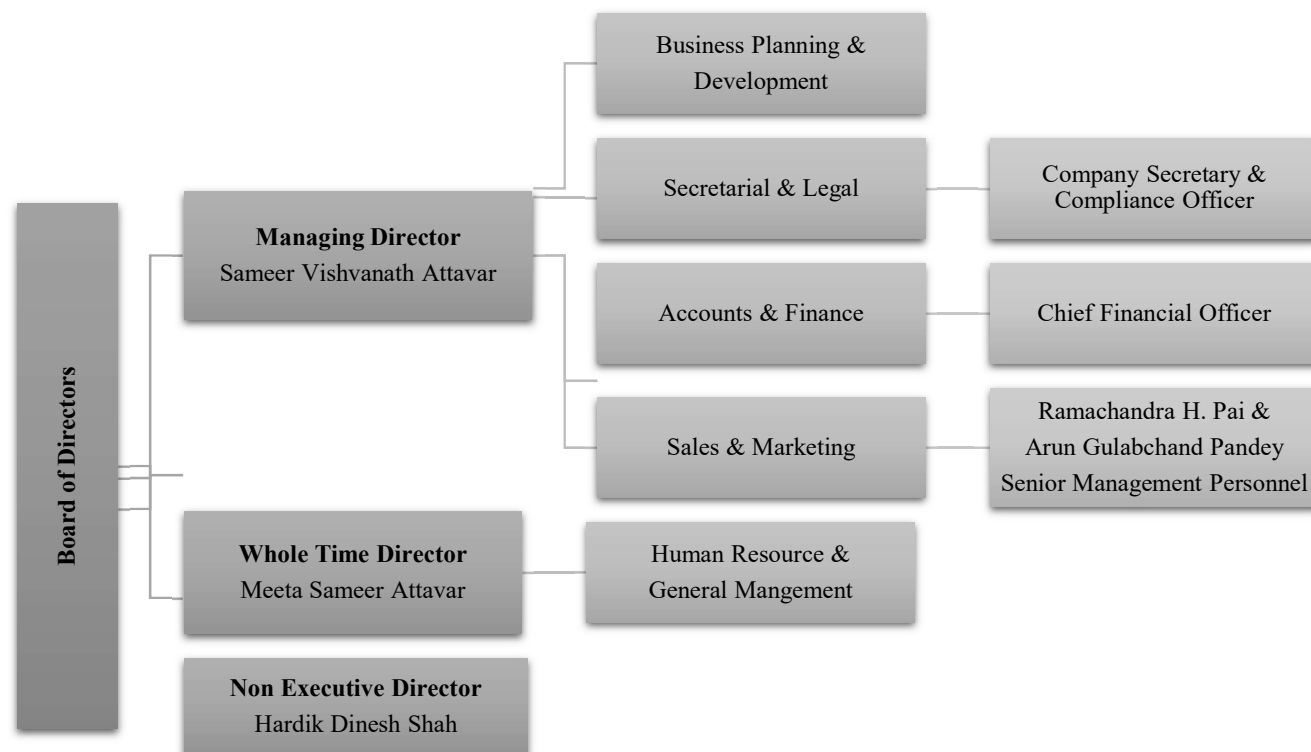 Board of Directors
Managing Director
Sameer Vishvanath Attavar
Business Planning &
Development
Secretarial & Legal
Company Secretary &
Compliance Officer
Accounts & Finance
Chief Financial Officer
Sales & Marketing
Ramachandra H. Pai &
Arun Gulabchand Pandey
Senior Management Personnel
Whole Time Director
Meeta Sameer Attavar
Human Resource &
General Mangement
Non Executive Director
Hardik Dinesh Shah